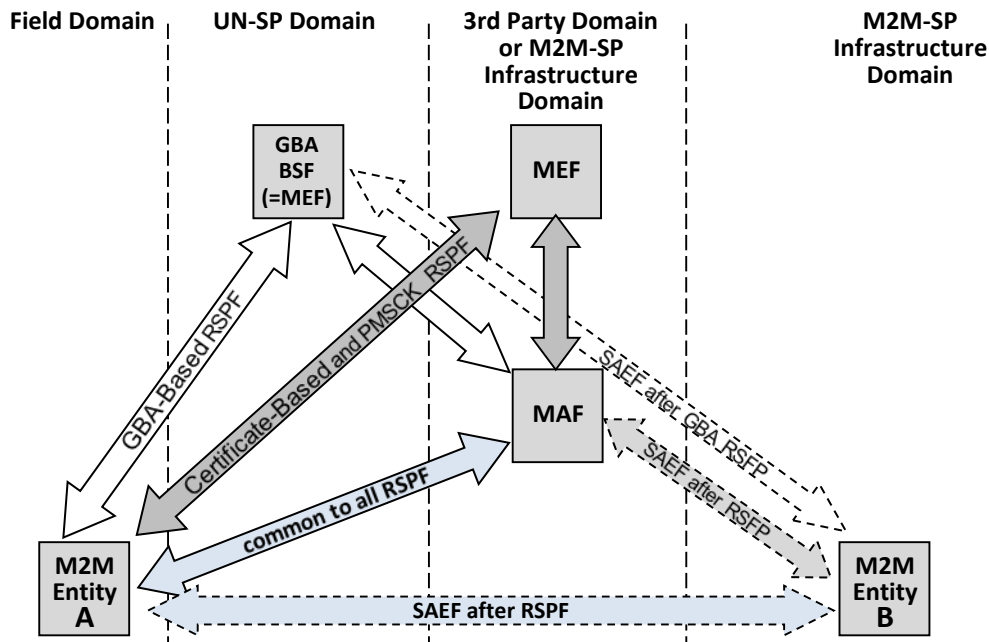 Field Domain
UN-SP Domain
3rd Party Domain
or M2M-SP
Infrastructure
Domain
M2M-SP
Infrastructure
Domain
GBA
BSF
(=MEF)
MEF
GBA-Based RSPF
Certificate-Based and PMSCK RSPF
SAEF after GBA RSFP
MAF
SAEF after RSFP
common to all RSPF
M2M
Entity
A
SAEF after RSPF
M2M
Entity
B